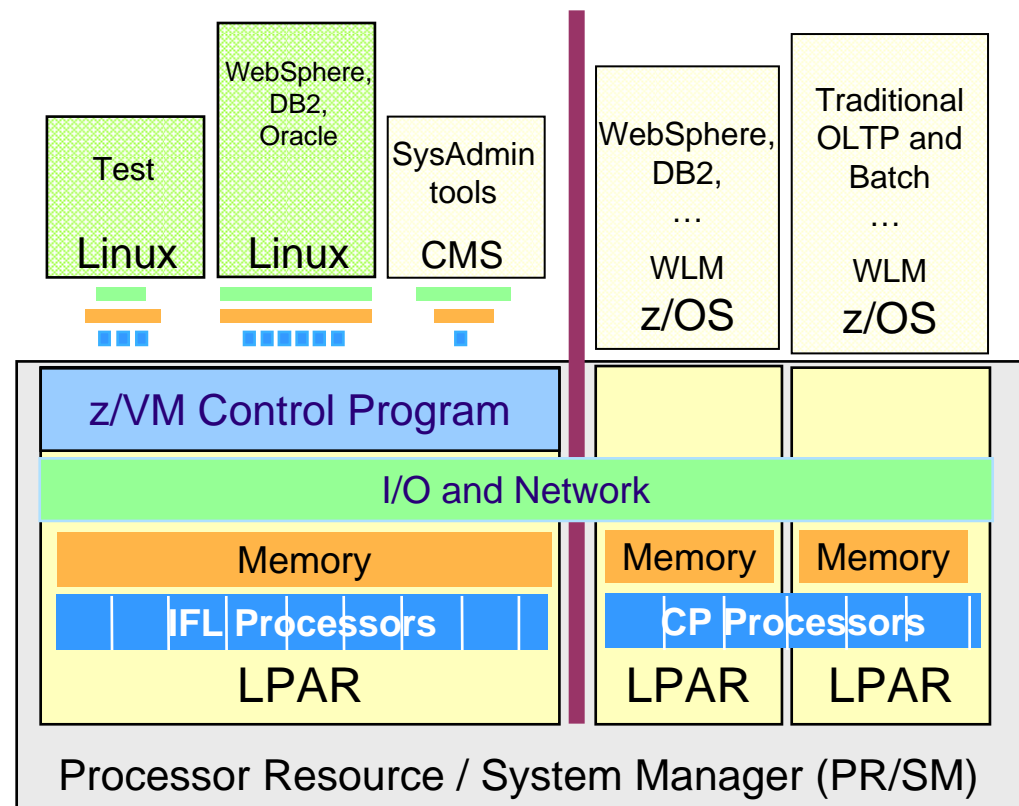 Test
Linux
WebSphere,
DB2,
Oracle
Linux
SysAdmin
tools
CMS
WebSphere,
DB2,
…
WLM
z/OS
Traditional
OLTP and
Batch
…
WLM
z/OS
z/VM Control Program
I/O and Network
Memory
Memory
Memory
IFL Processors
CP Processors
LPAR
LPAR
LPAR
Processor Resource / System Manager (PR/SM)